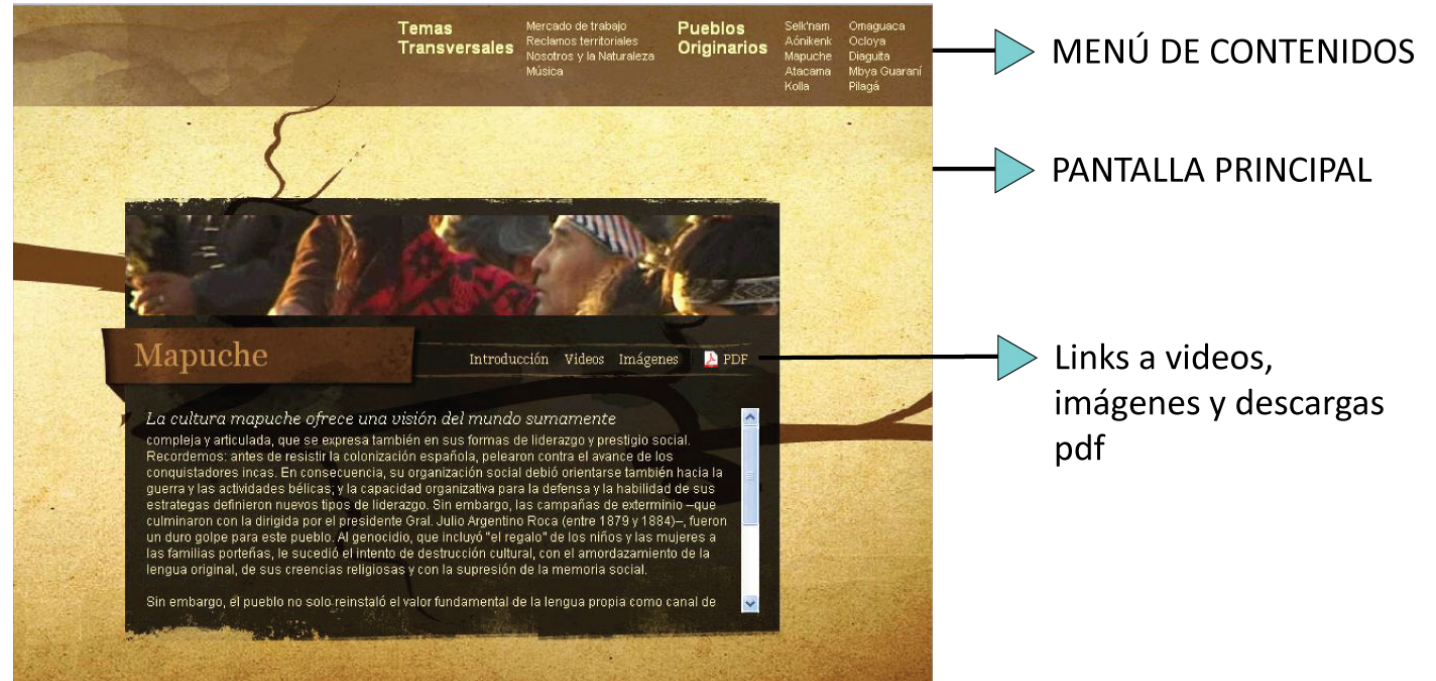 Temas
Transversales
Mercado de trabajo
Reclamos territoriales
Nosotros y la Naturaleza
Música
Pueblos
Originarios
Selk'nam
Aónikenk
Mapuche
Atacama
Kolla
Omaguaca
Ocloya
Diaguita
Mbya Guaraní
Pilagá
MENÚ DE CONTENIDOS
PANTALLA PRINCIPAL
Mapuche
Introducción Videos Imágenes PDF
Links a videos,
imágenes y descargas
pdf
La cultura mapuche ofrece una visión del mundo sumamente
compleja y articulada, que se expresa también en sus formas de liderazgo y prestigio social.
Recordemos: antes de resistir la colonización española, pelearon contra el avance de los
conquistadores incas. En consecuencia, su organización social debió orientarse también hacia la
guerra y las actividades bélicas; y la capacidad organizativa para la defensa y la habilidad de sus
estrategas definieron nuevos tipos de liderazgo. Sin embargo, las campañas de exterminio –que
culminaron con la dirigida por el presidente Gral. Julio Argentino Roca (entre 1879 y 1884)–, fueron
un duro golpe para este pueblo. Al genocidio, que incluyó "el regalo" de los niños y las mujeres a
las familias porteñas, le sucedió el intento de destrucción cultural, con el amordazamiento de la
lengua original, de sus creencias religiosas y con la supresión de la memoria social.
Sin embargo, el pueblo no solo reinstaló el valor fundamental de la lengua propia como canal de